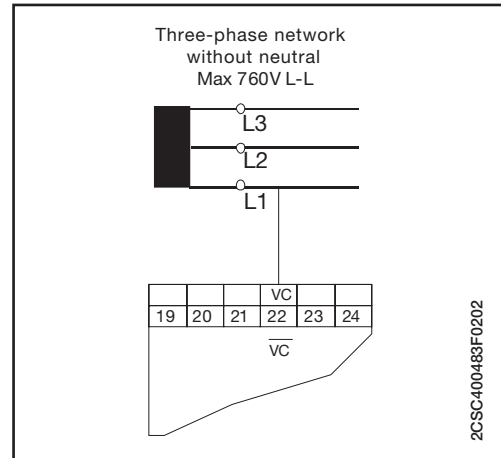 Three-phase network
without neutral
Max 760V L-L
L3
L2
L1
VC
19 20 21 22 23 24
VC
2CSC400483F0202